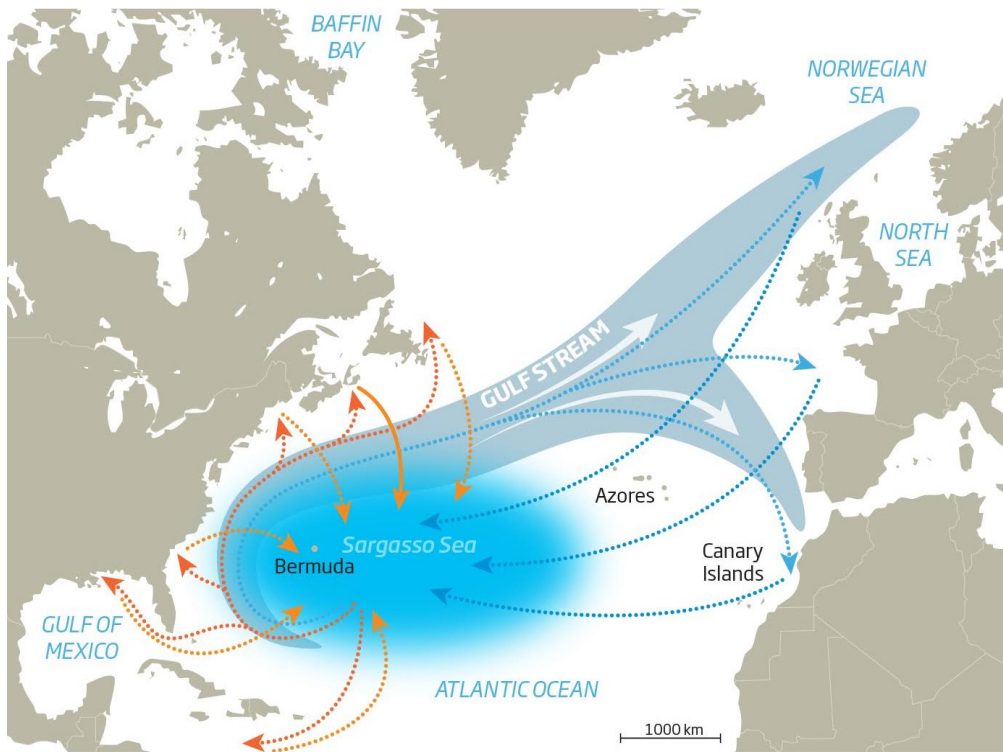 BAFFIN
BAY
NORWEGIAN
SEA
NORTH
SEA
GULF STREAM
Azores
Sargasso Sea
Bermuda
Canary
Islands
GULF OF
MEXICO
ATLANTIC OCEAN
1000 km